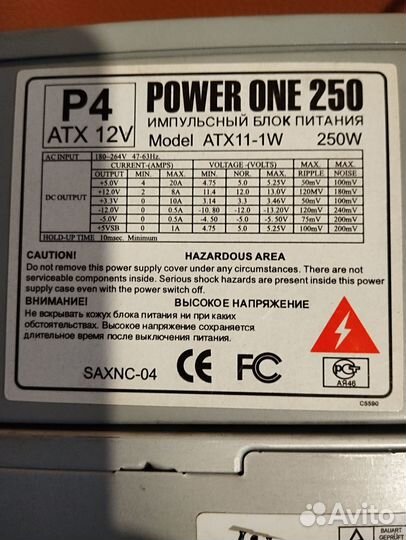 P4
ATX 12V
POWER ONE 250
ИМПУЛЬСНЫЙ БЛОК ПИТАНИЯ
Model ATX11-1W 250W
AC INPUT 180-264V 47-63Hz.
DC OUTPUT
CURRENT-(AMPS) VOLTAGE -(VOLTS) MAX. MAX.
OUTPUT MIN. MAX. MIN. NOR. MAX. RIPPLE NOISE
+5.0V 4 20A 4.75 5.0 5.25V 50mV 100mV
+12.0V 2 8A 11.4 12.0 13.0V 120MV 180mV
+3.3V 0 10A 3.14 3.3 3.46V 50mV 100mV
-12.0V 0 0.5A -10.80 -12.0 -13.20V 120mV 240mV
-5.0V 0 0.5A -4.50 -5.0 -5.50V 75mV 200mV
+5VSB 0 1A 4.75 5.0 5.25V 100mV 200mV
HOLD-UP TIME 10msec. Minimum
CAUTION! HAZARDOUS AREA
Do not remove this power supply cover under any circumstances. There are not
serviceable components inside. Serious shock hazards are present inside this power
supply even with the power switch off.
ВНИМАНИЕ! ВЫСОКОЕ НАПРЯЖЕНИЕ
Не вскрывать кожух блока питания ни при каких
обстоятельствах. Высокое напряжение сохраняется
длительное время после выключения питания.
SAXNC-04
CE FC
РСТ
АЯ46
C5590
BAUART
GEPRÜFT
Avito